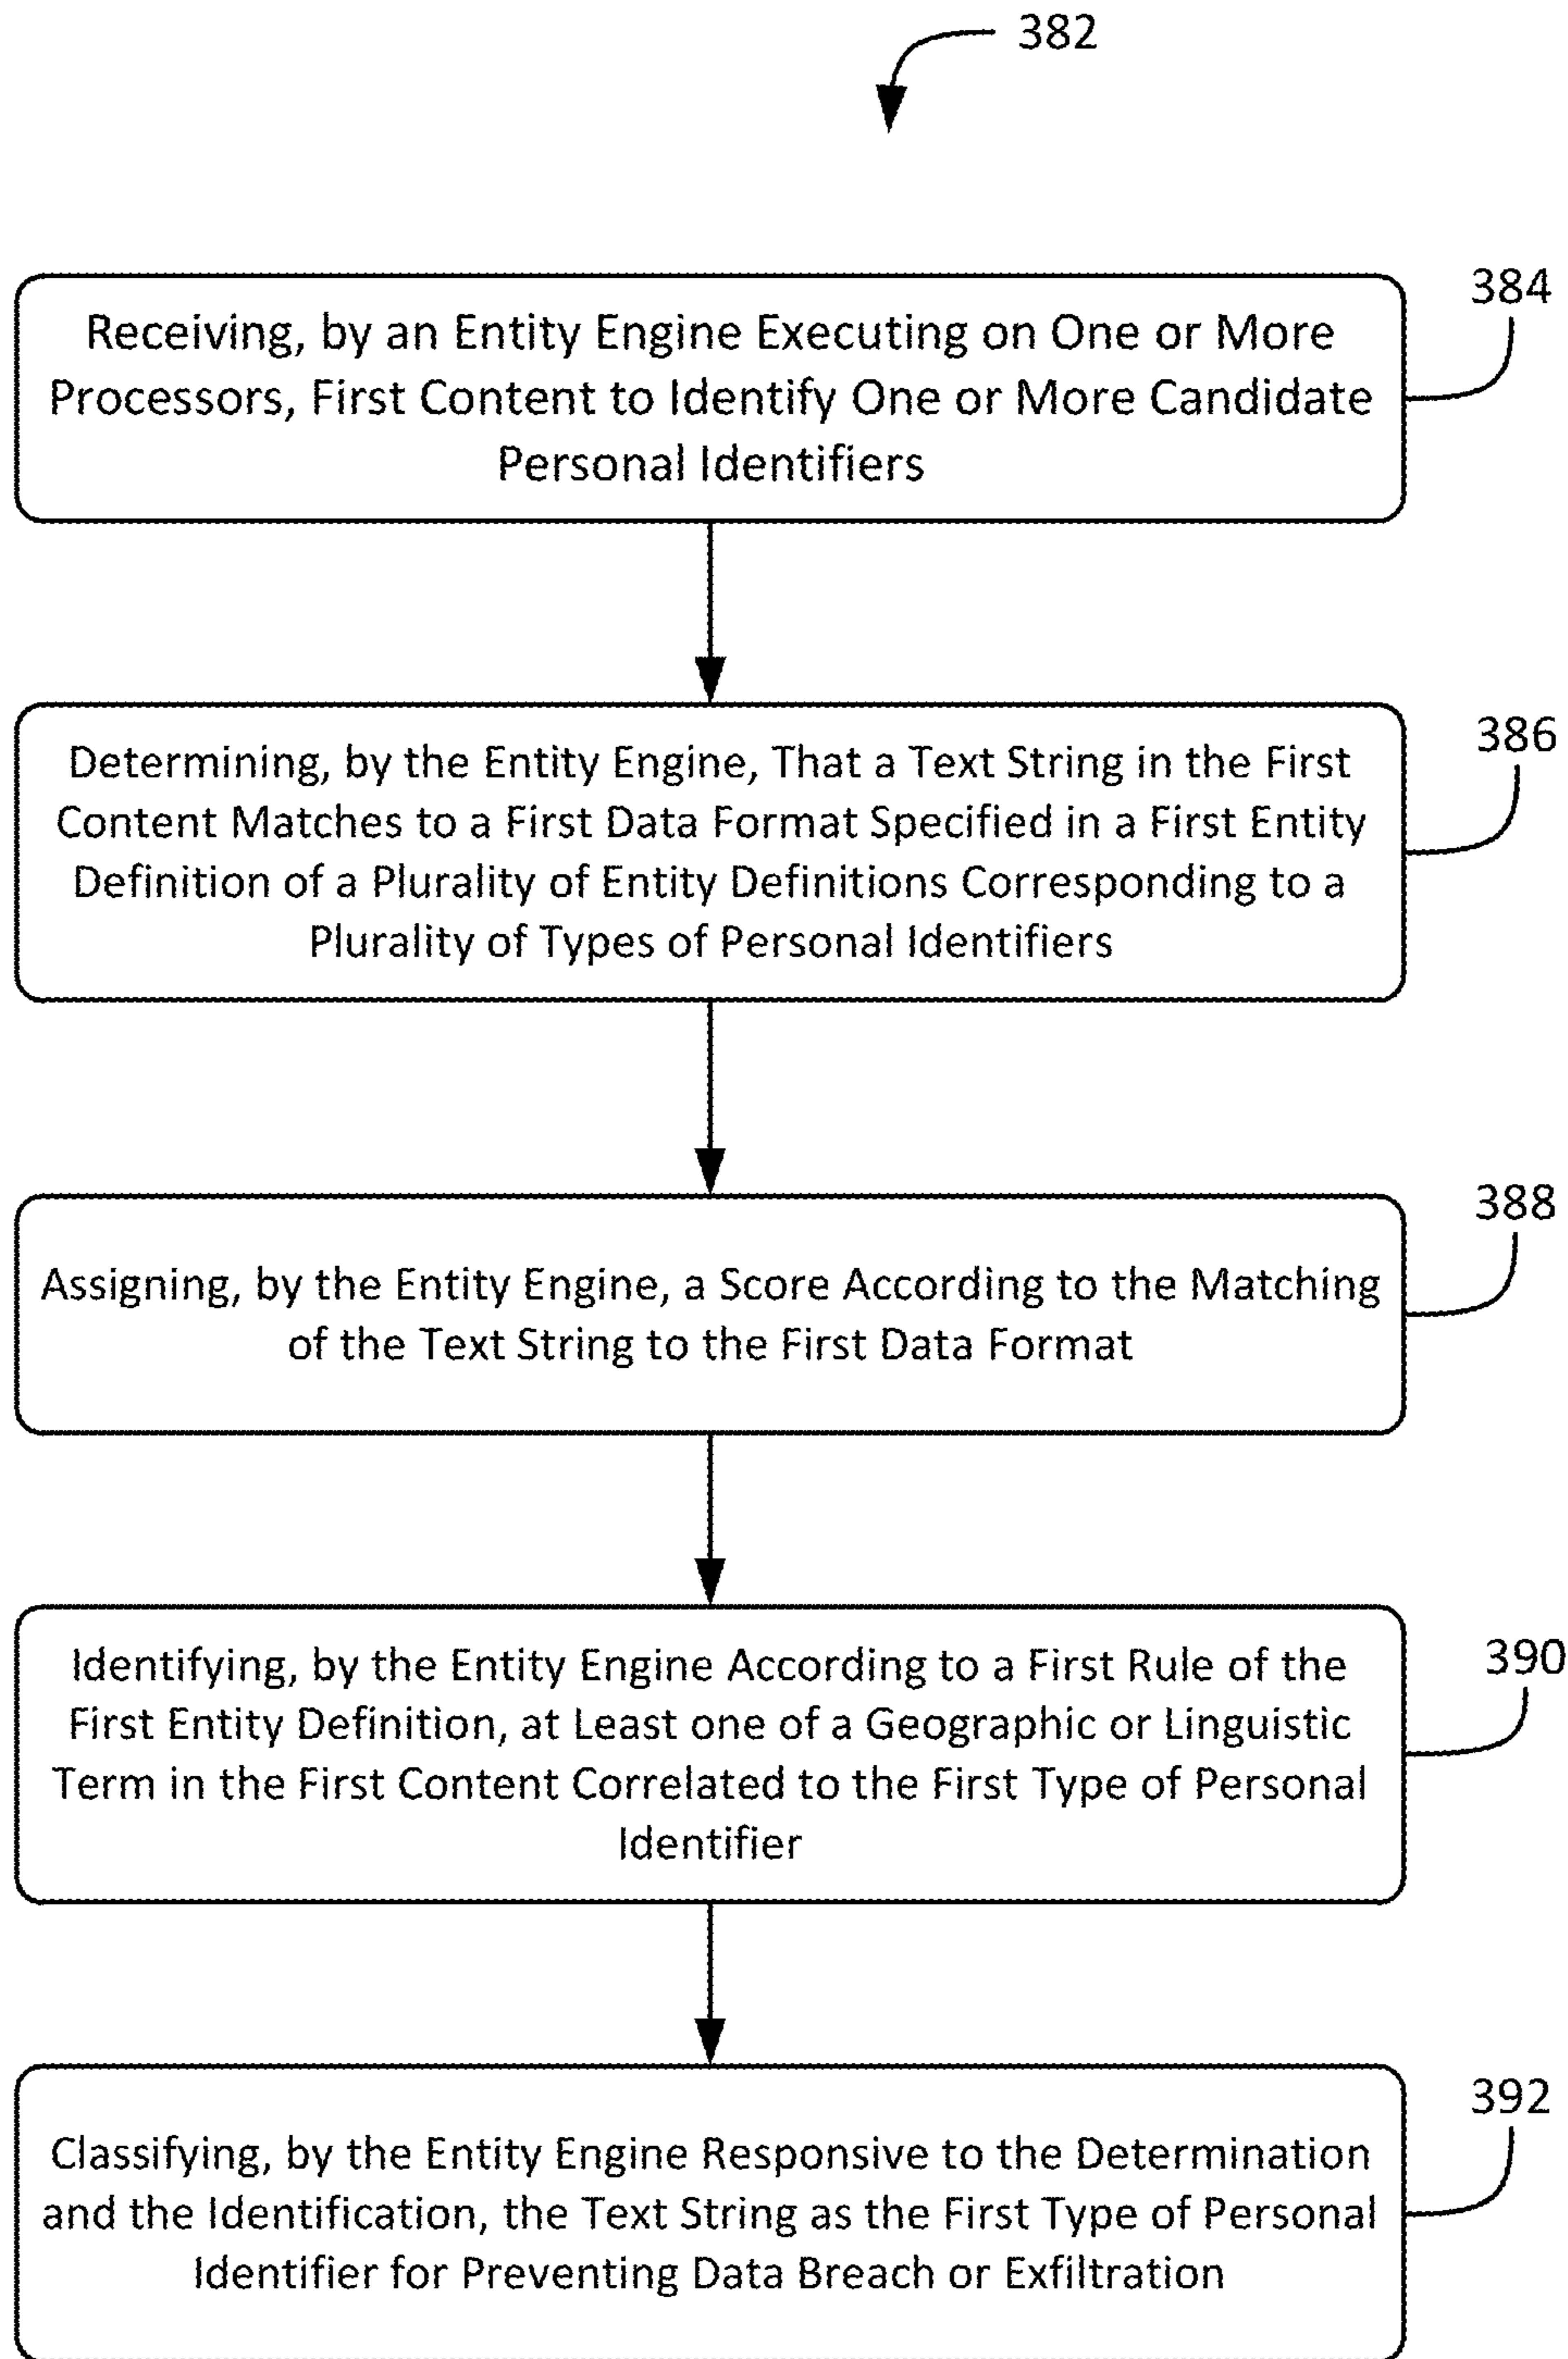 382
384
Receiving, by an Entity Engine Executing on One or More
Processors, First Content to Identify One or More Candidate
Personal Identifiers
386
Determining, by the Entity Engine, That a Text String in the First
Content Matches to a First Data Format Specified in a First Entity
Definition of a Plurality of Entity Definitions Corresponding to a
Plurality of Types of Personal Identifiers
388
Assigning, by the Entity Engine, a Score According to the Matching
of the Text String to the First Data Format
390
Identifying, by the Entity Engine According to a First Rule of the
First Entity Definition, at Least one of a Geographic or Linguistic
Term in the First Content Correlated to the First Type of Personal
Identifier
392
Classifying, by the Entity Engine Responsive to the Determination
and the Identification, the Text String as the First Type of Personal
Identifier for Preventing Data Breach or Exfiltration